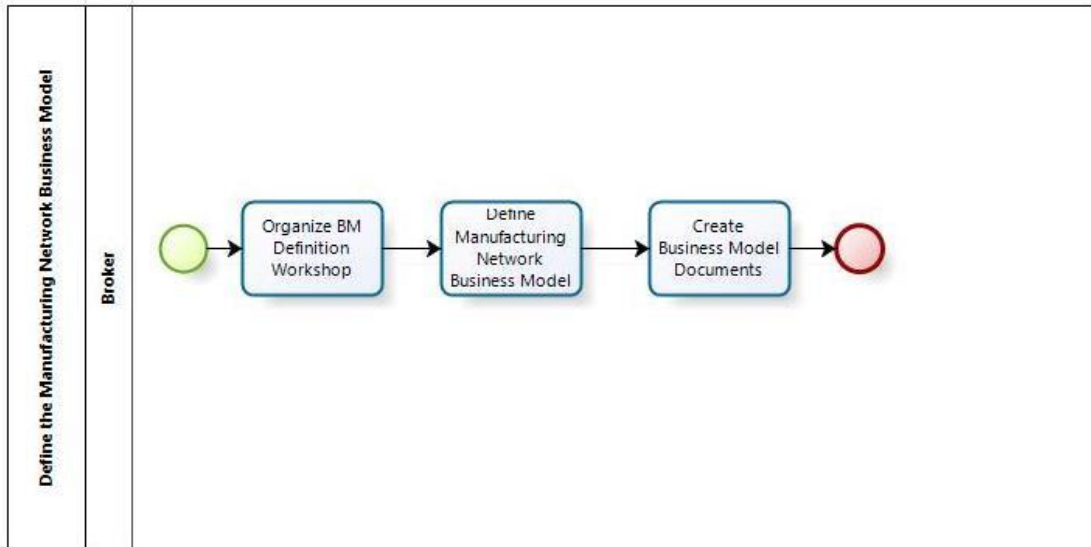 Define the Manufacturing Network Business Model
Broker
Organize BM
Definition
Workshop
Define
Manufacturing
Network
Business Model
Create
Business Model
Documents